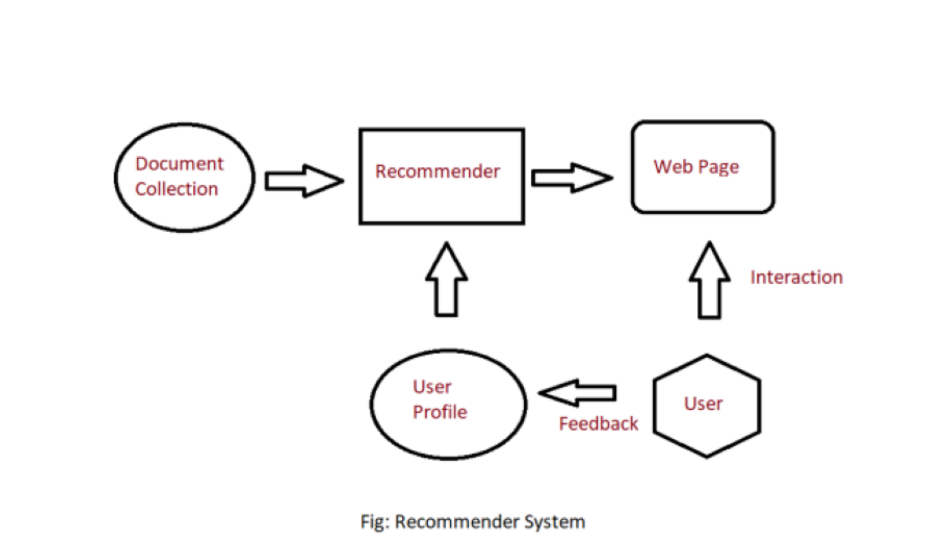 Document
Collection
Recommender
Web Page
Interaction
User
Profile
Feedback
User
Fig: Recommender System